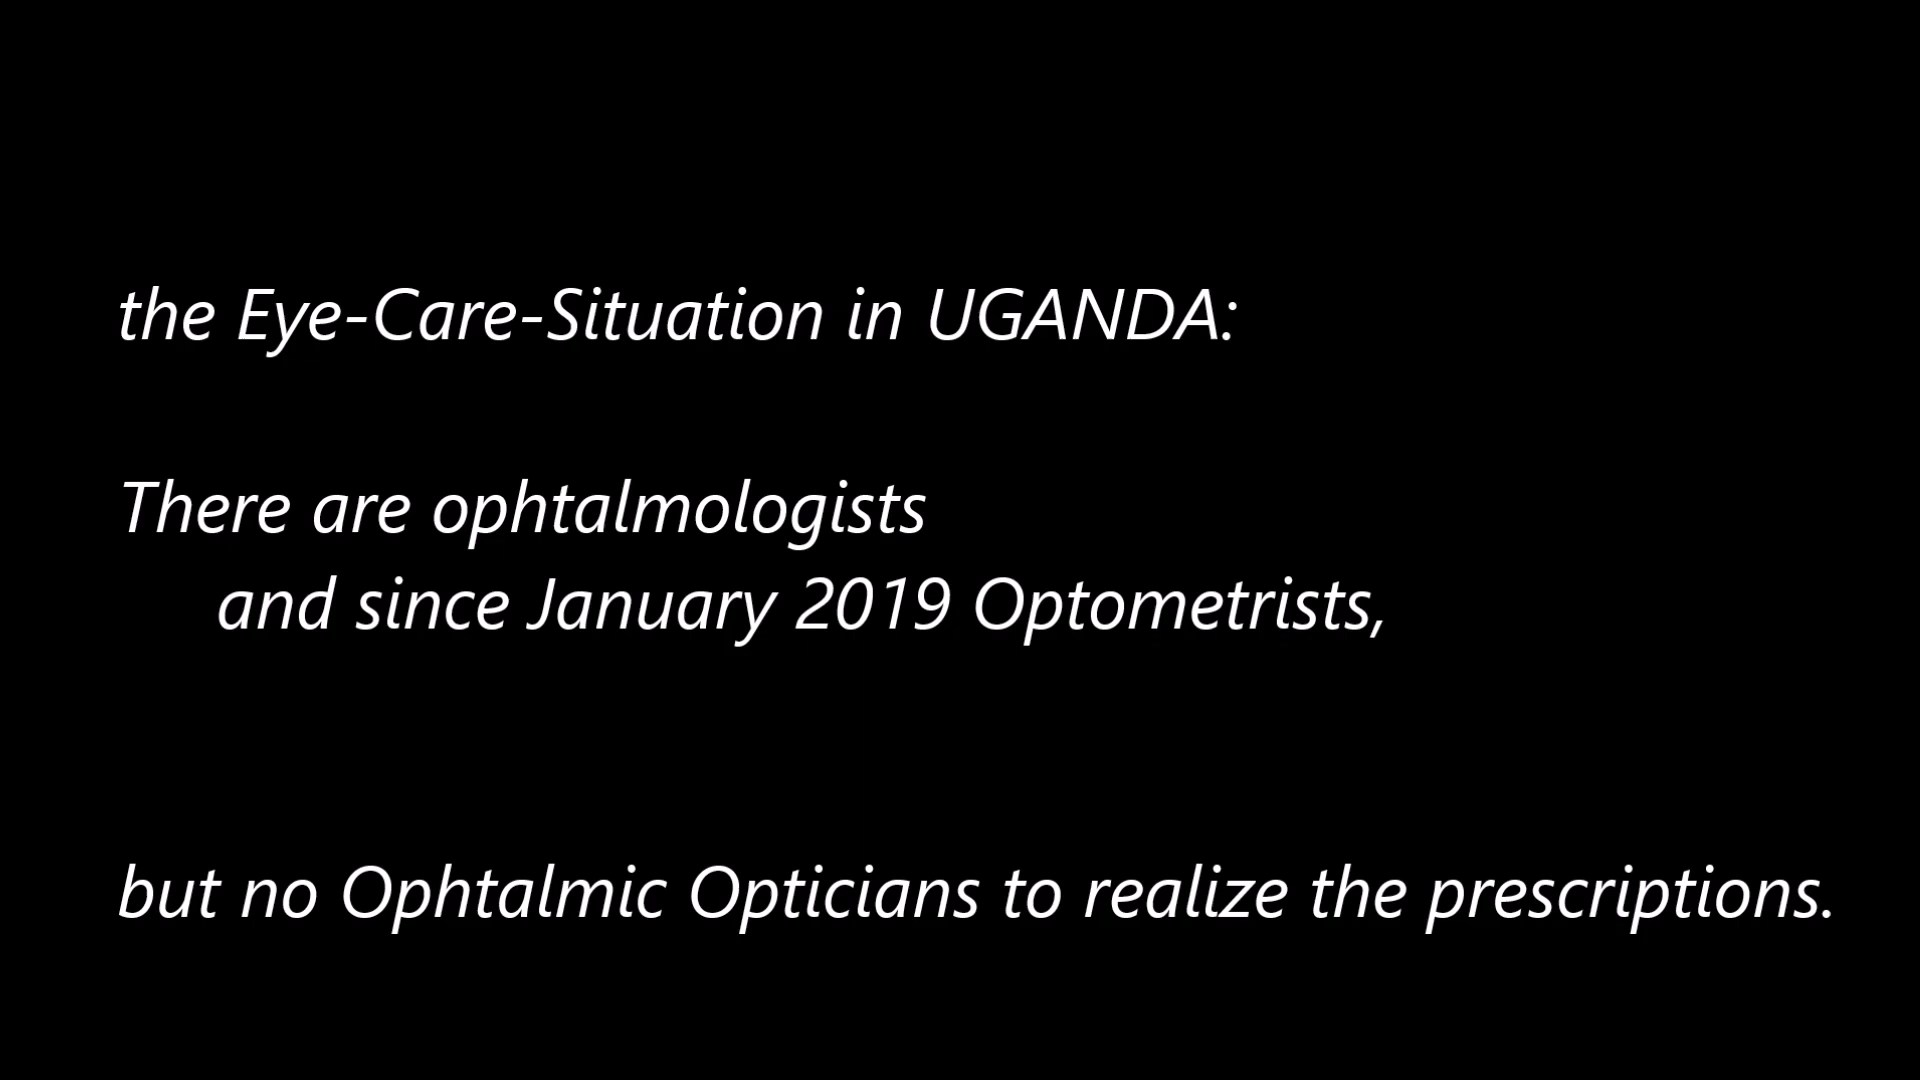 the Eye-Care-Situation in UGANDA:
There are ophtalmologists
and since January 2019 Optometrists,
but no Ophtalmic Opticians to realize the prescriptions.